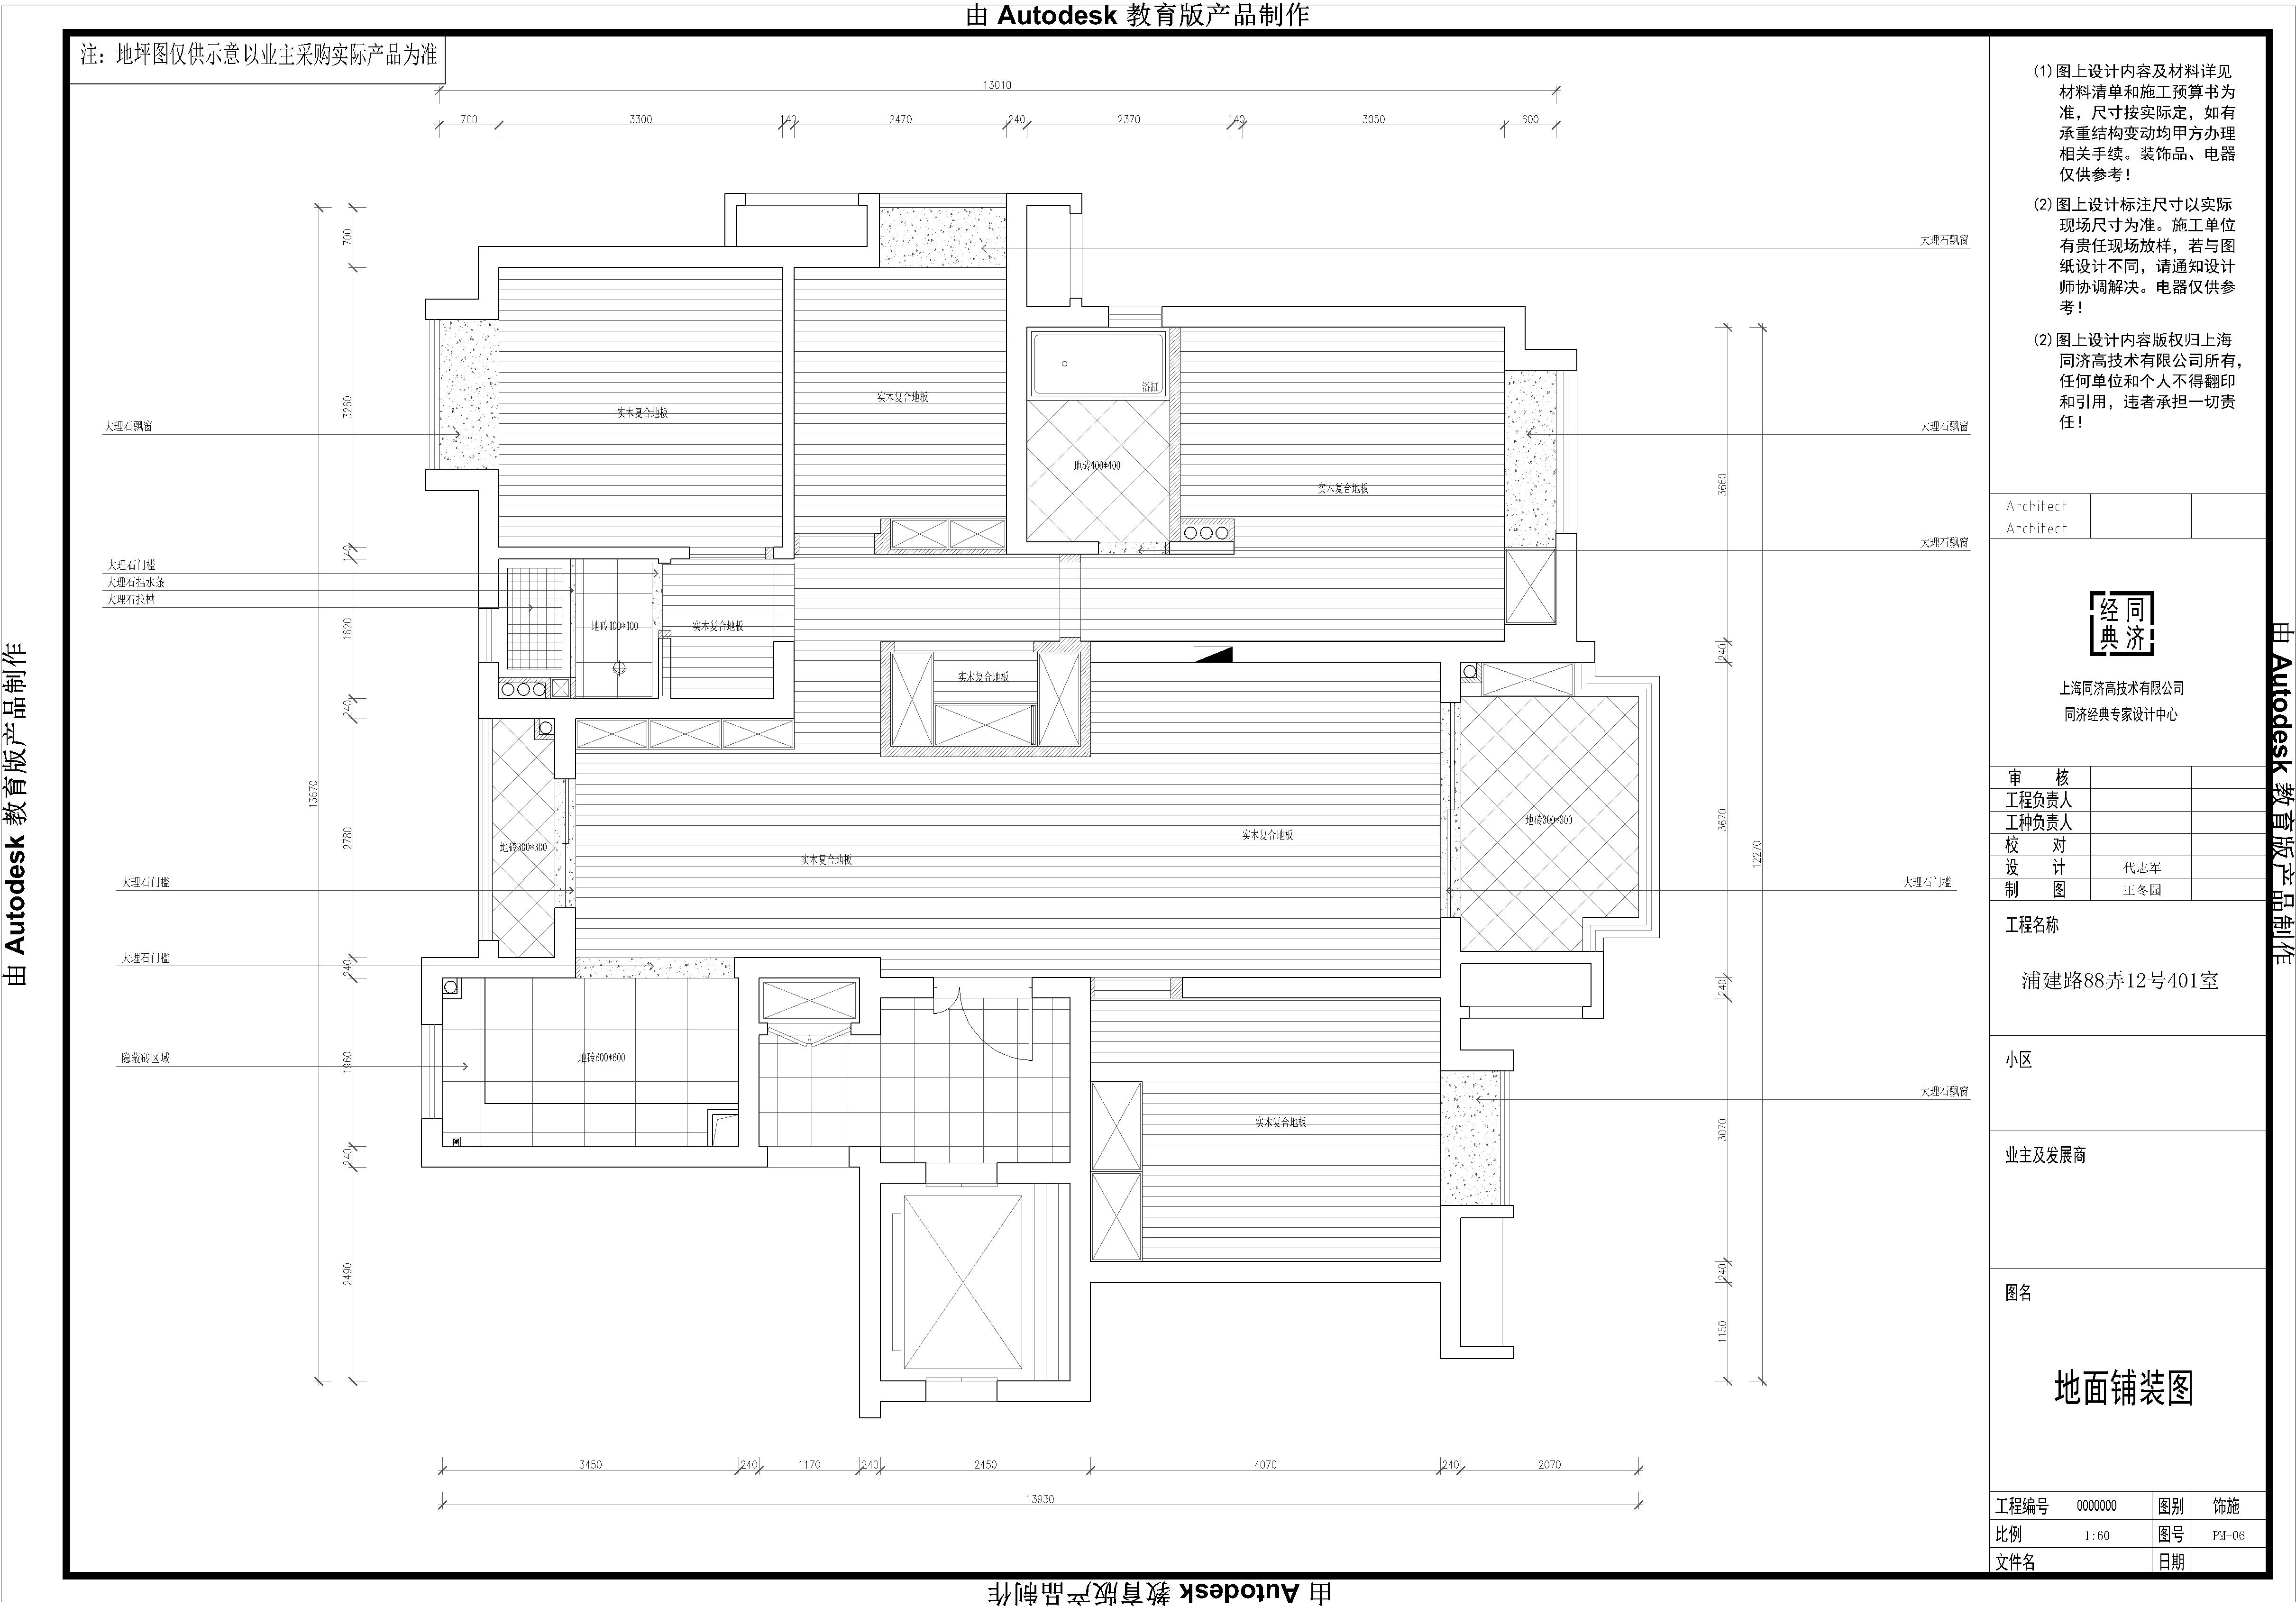 由 Autodesk 教育版产品制作
注：地坪图仅供示意以业主采购实际产品为准
13010
700
3300
140
2470
240
2370
140
3050
600
大理石飘窗
大理石飘窗
大理石飘窗
大理石飘窗
浴缸
实木复合地板
实木复合地板
地砖400*400
实木复合地板
大理石门槛
大理石挡水条
大理石拉槽
地砖400*400
实木复合地板
实木复合地板
实木复合地板
实木复合地板
地砖300*300
地砖300*300
大理石门槛
大理石门槛
大理石门槛
隐蔽砖区域
地砖600*600
实木复合地板
大理石飘窗
700
3260
140
1620
240
2780
240
1960
240
2490
13670
3660
240
3670
240
3070
240
1150
12270
3450
240
1170
240
2450
4070
240
2070
13930
(1)图上设计内容及材料详见
材料清单和施工预算书为
准，尺寸按实际定，如有
承重结构变动均甲方办理
相关手续。装饰品、电器
仅供参考！
(2)图上设计标注尺寸以实际
现场尺寸为准。施工单位
有贵任现场放样，若与图
纸设计不同，请通知设计
师协调解决。电器仅供参
考！
(2)图上设计内容版权归上海
同济高技术有限公司所有，
任何单位和个人不得翻印
和引用，违者承担一切责
任！
Architect
Architect
经 同
典 济
上海同济高技术有限公司
同济经典专家设计中心
审 核
工程负责人
工种负责人
校 对
设 计 代志军
制 图 王冬园
工程名称
浦建路88弄12号401室
小区
业主及发展商
图名
地面铺装图
工程编号 0000000 图别 饰施
比例 1:60 图号 PM-06
文件名 日期
由 Autodesk 教育版产品制作
由 Autodesk 教育版产品制作
由 Autodesk 教育版产品制作